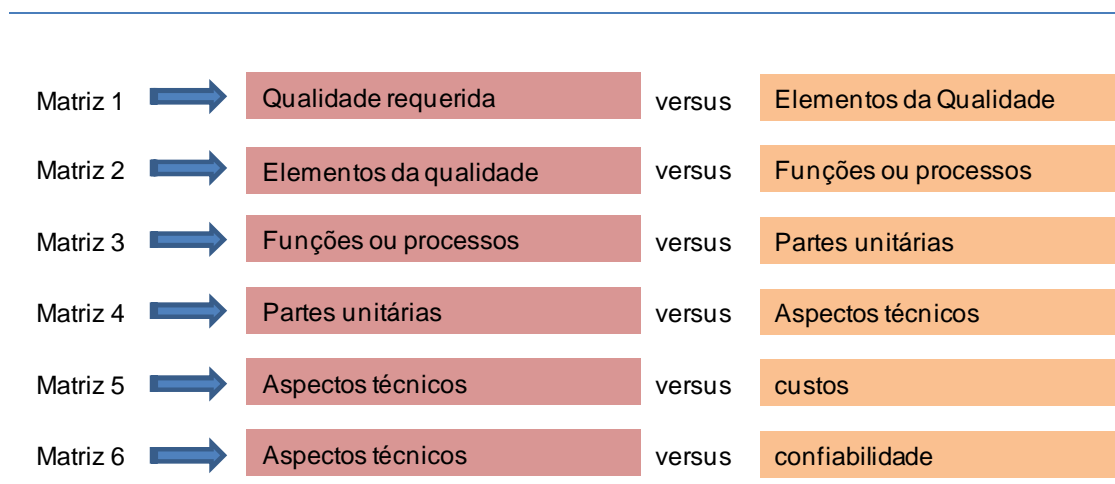 Matriz 1 Qualidade requerida versus Elementos da Qualidade
Matriz 2 Elementos da qualidade versus Funções ou processos
Matriz 3 Funções ou processos versus Partes unitárias
Matriz 4 Partes unitárias versus Aspectos técnicos
Matriz 5 Aspectos técnicos versus custos
Matriz 6 Aspectos técnicos versus confiabilidade